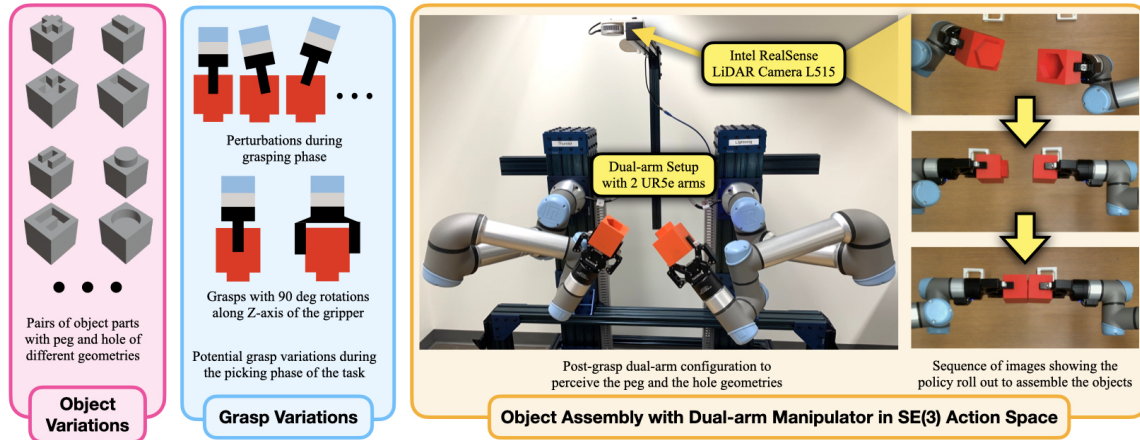 Pairs of object parts
with peg and hole of
different geometries
Object
Variations
Perturbations during
grasping phase
Grasps with 90 deg rotations
along Z-axis of the gripper
Potential grasp variations during
the picking phase of the task
Grasp Variations
Intel RealSense
LiDAR Camera L515
Thunder
Lightning
Dual-arm Setup
with 2 UR5e arms
Post-grasp dual-arm configuration to
perceive the peg and the hole geometries
Sequence of images showing the
policy roll out to assemble the objects
Object Assembly with Dual-arm Manipulator in SE(3) Action Space